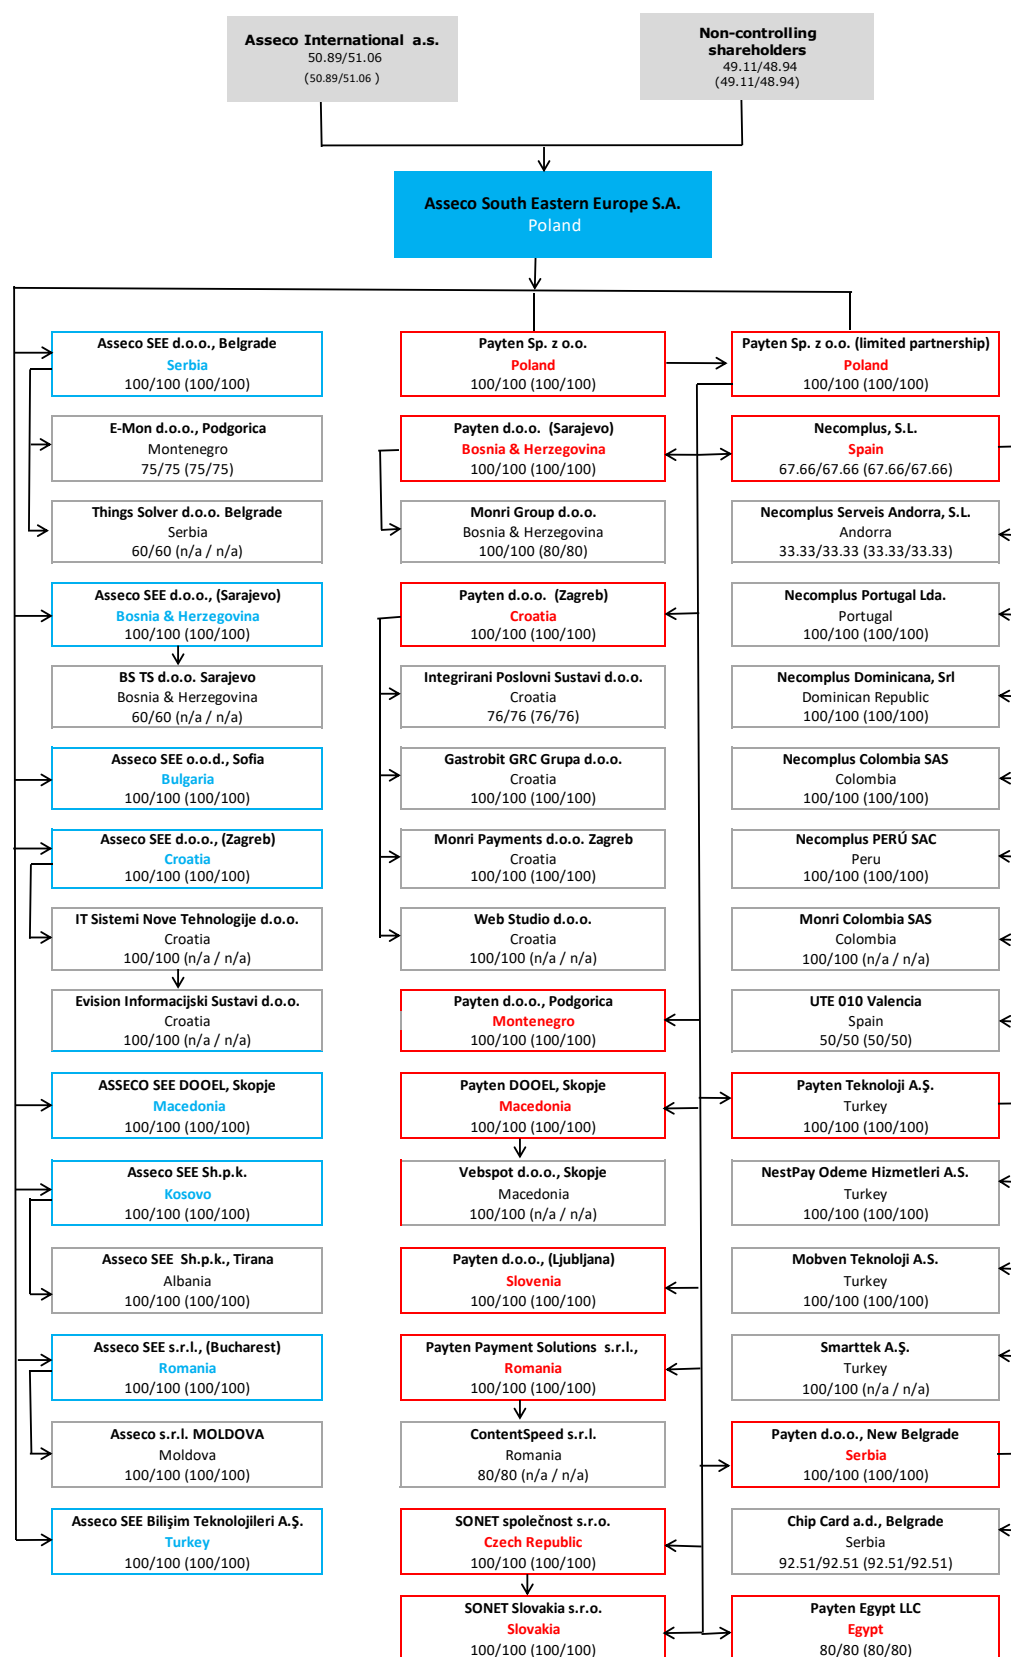 Asseco International a.s.
50.89/51.06
(50.89/51.06 )
Non-controlling
shareholders
49.11/48.94
(49.11/48.94)
Asseco South Eastern Europe S.A.
Poland
Asseco SEE d.o.o., Belgrade
Serbia
100/100 (100/100)
E-Mon d.o.o., Podgorica
Montenegro
75/75 (75/75)
Things Solver d.o.o. Belgrade
Serbia
60/60 (n/a / n/a)
Asseco SEE d.o.o., (Sarajevo)
Bosnia & Herzegovina
100/100 (100/100)
BS TS d.o.o. Sarajevo
Bosnia & Herzegovina
60/60 (n/a / n/a)
Asseco SEE o.o.d., Sofia
Bulgaria
100/100 (100/100)
Asseco SEE d.o.o., (Zagreb)
Croatia
100/100 (100/100)
IT Sistemi Nove Tehnologije d.o.o.
Croatia
100/100 (n/a / n/a)
Evision Informacijski Sustavi d.o.o.
Croatia
100/100 (n/a / n/a)
ASSECO SEE DOOEL, Skopje
Macedonia
100/100 (100/100)
Asseco SEE Sh.p.k.
Kosovo
100/100 (100/100)
Asseco SEE  Sh.p.k., Tirana
Albania
100/100 (100/100)
Asseco SEE s.r.l., (Bucharest)
Romania
100/100 (100/100)
Asseco s.r.l. MOLDOVA
Moldova
100/100 (100/100)
Asseco SEE Bilişim Teknolojileri A.Ş.
Turkey
100/100 (100/100)
Payten Sp. z o.o.
Poland
100/100 (100/100)
Payten d.o.o.  (Sarajevo)
Bosnia & Herzegovina
100/100 (100/100)
Monri Group d.o.o.
Bosnia & Herzegovina
100/100 (80/80)
Payten d.o.o.  (Zagreb)
Croatia
100/100 (100/100)
Integrirani Poslovni Sustavi d.o.o.
Croatia
76/76 (76/76)
Gastrobit GRC Grupa d.o.o.
Croatia
100/100 (100/100)
Monri Payments d.o.o. Zagreb
Croatia
100/100 (100/100)
Web Studio d.o.o.
Croatia
100/100 (n/a / n/a)
Payten d.o.o., Podgorica
Montenegro
100/100 (100/100)
Payten DOOEL, Skopje
Macedonia
100/100 (100/100)
Vebspot d.o.o., Skopje
Macedonia
100/100 (n/a / n/a)
Payten d.o.o., (Ljubljana)
Slovenia
100/100 (100/100)
Payten Payment Solutions  s.r.l.,
Romania
100/100 (100/100)
ContentSpeed s.r.l.
Romania
80/80 (n/a / n/a)
SONET společnost s.r.o.
Czech Republic
100/100 (100/100)
SONET Slovakia s.r.o.
Slovakia
100/100 (100/100)
Payten Sp. z o.o. (limited partnership)
Poland
100/100 (100/100)
Necomplus, S.L.
Spain
67.66/67.66 (67.66/67.66)
Necomplus Serveis Andorra, S.L.
Andorra
33.33/33.33 (33.33/33.33)
Necomplus Portugal Lda.
Portugal
100/100 (100/100)
Necomplus Dominicana, Srl
Dominican Republic
100/100 (100/100)
Necomplus Colombia SAS
Colombia
100/100 (100/100)
Necomplus PERÚ SAC
Peru
100/100 (100/100)
Monri Colombia SAS
Colombia
100/100 (n/a / n/a)
UTE 010 Valencia
Spain
50/50 (50/50)
Payten Teknoloji A.Ş.
Turkey
100/100 (100/100)
NestPay Odeme Hizmetleri A.S.
Turkey
100/100 (100/100)
Mobven Teknoloji A.S.
Turkey
100/100 (100/100)
Smarttek A.Ş.
Turkey
100/100 (n/a / n/a)
Payten d.o.o., New Belgrade
Serbia
100/100 (100/100)
Chip Card a.d., Belgrade
Serbia
92.51/92.51 (92.51/92.51)
Payten Egypt LLC
Egypt
80/80 (80/80)